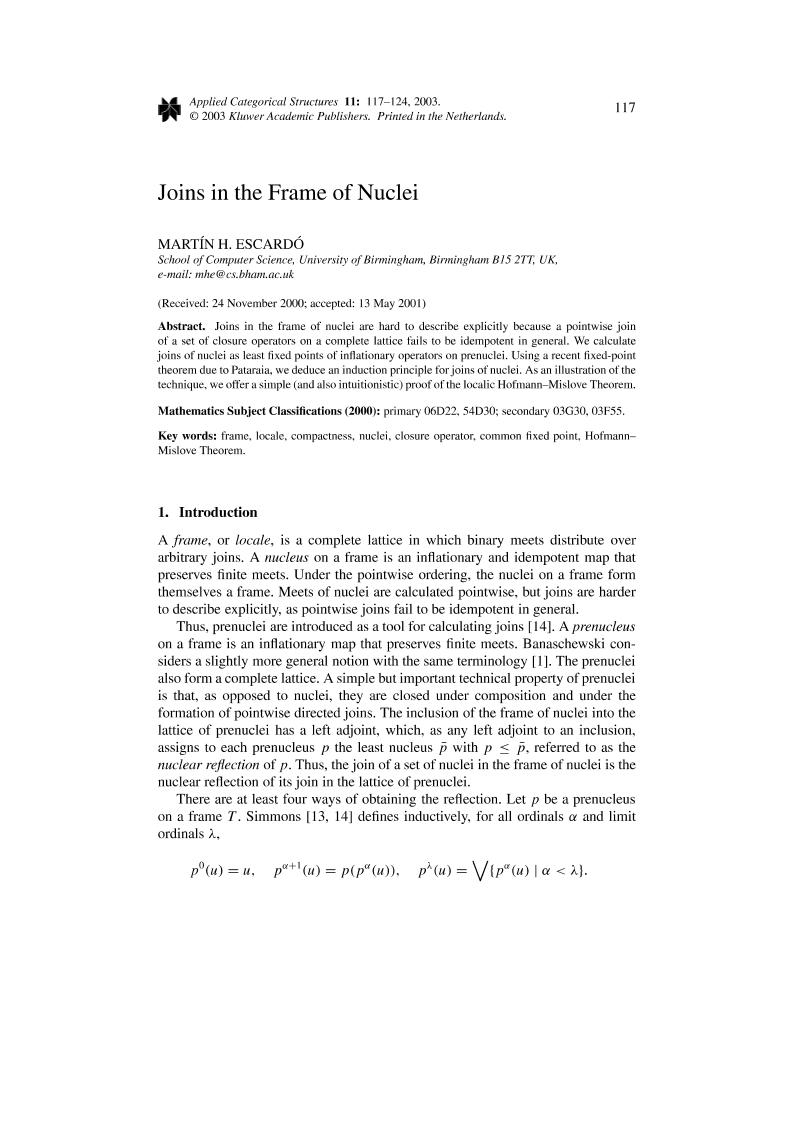 Applied Categorical Structures 11: 117–124, 2003.
© 2003 Kluwer Academic Publishers. Printed in the Netherlands.
117
Joins in the Frame of Nuclei
MARTÍN H. ESCARDÓ
School of Computer Science, University of Birmingham, Birmingham B15 2TT, UK,
e-mail: mhe@cs.bham.ac.uk
(Received: 24 November 2000; accepted: 13 May 2001)
Abstract. Joins in the frame of nuclei are hard to describe explicitly because a pointwise join
of a set of closure operators on a complete lattice fails to be idempotent in general. We calculate
joins of nuclei as least fixed points of inflationary operators on prenuclei. Using a recent fixed-point
theorem due to Pataraia, we deduce an induction principle for joins of nuclei. As an illustration of the
technique, we offer a simple (and also intuitionistic) proof of the localic Hofmann–Mislove Theorem.
Mathematics Subject Classifications (2000): primary 06D22, 54D30; secondary 03G30, 03F55.
Key words: frame, locale, compactness, nuclei, closure operator, common fixed point, Hofmann–
Mislove Theorem.
1. Introduction
A frame, or locale, is a complete lattice in which binary meets distribute over
arbitrary joins. A nucleus on a frame is an inflationary and idempotent map that
preserves finite meets. Under the pointwise ordering, the nuclei on a frame form
themselves a frame. Meets of nuclei are calculated pointwise, but joins are harder
to describe explicitly, as pointwise joins fail to be idempotent in general.
Thus, prenuclei are introduced as a tool for calculating joins [14]. A prenucleus
on a frame is an inflationary map that preserves finite meets. Banaschewski con-
siders a slightly more general notion with the same terminology [1]. The prenuclei
also form a complete lattice. A simple but important technical property of prenuclei
is that, as opposed to nuclei, they are closed under composition and under the
formation of pointwise directed joins. The inclusion of the frame of nuclei into the
lattice of prenuclei has a left adjoint, which, as any left adjoint to an inclusion,
assigns to each prenucleus p the least nucleus p̄ with p ≤ p̄, referred to as the
nuclear reflection of p. Thus, the join of a set of nuclei in the frame of nuclei is the
nuclear reflection of its join in the lattice of prenuclei.
There are at least four ways of obtaining the reflection. Let p be a prenucleus
on a frame T. Simmons [13, 14] defines inductively, for all ordinals α and limit
ordinals λ,
p⁰(u) = u, p^{α+1}(u) = p(p^α(u)), p^λ(u) = ⋁{p^α(u) | α < λ}.